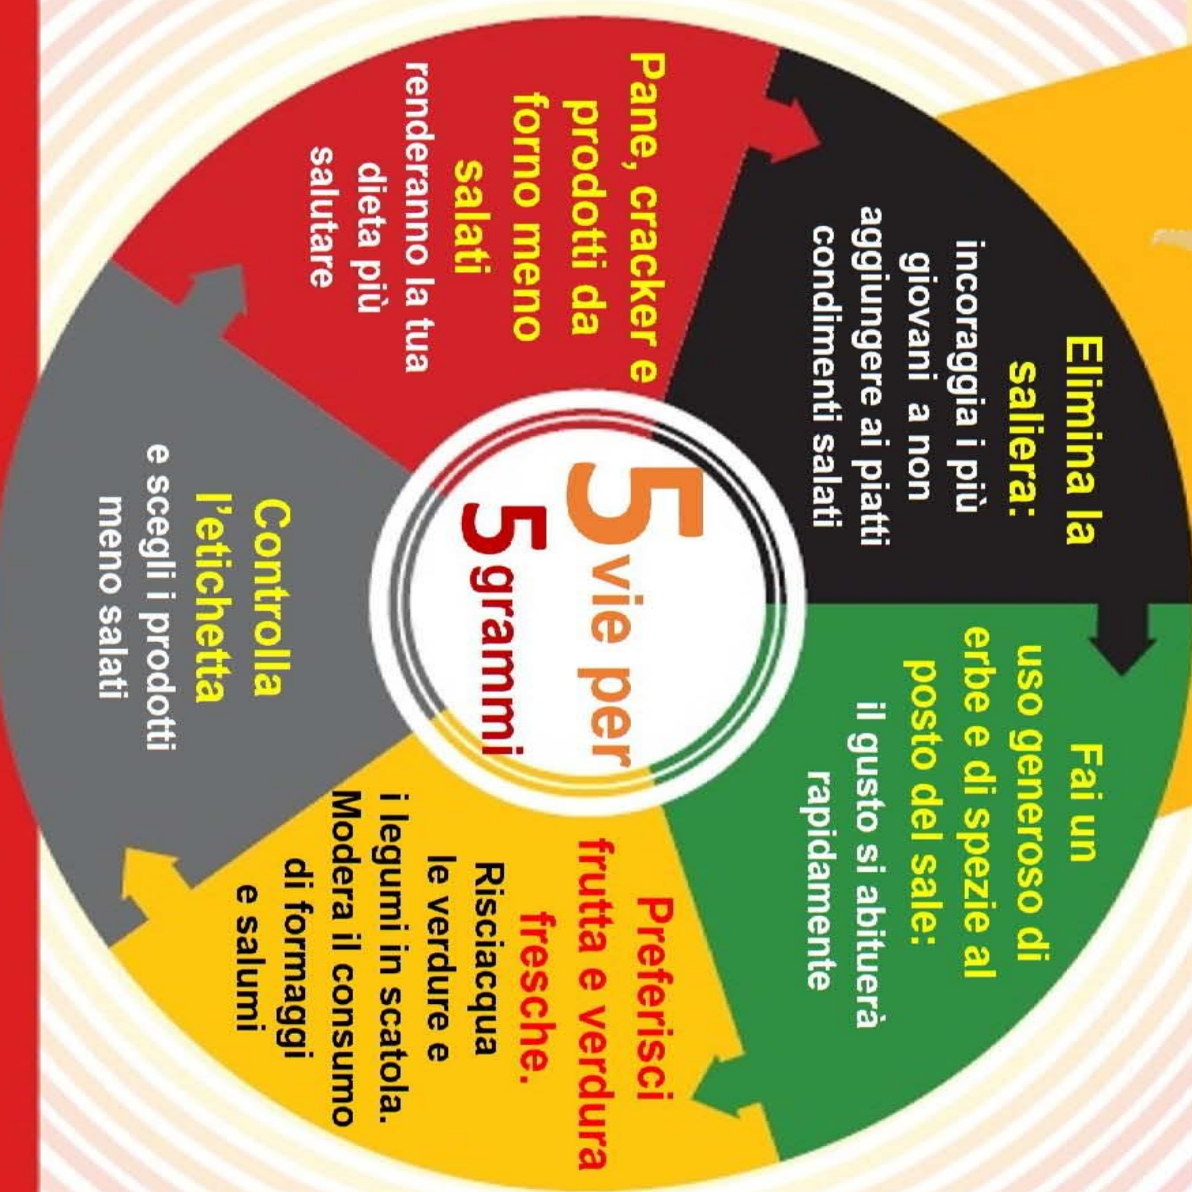 5 vie per
5 grammi
Elimina la
saliera:
incoraggia i più
giovani a non
aggiungere ai piatti
condimenti salati
Fai un
uso generoso di
erbe e di spezie al
posto del sale:
il gusto si abituerà
rapidamente
Preferisci
frutta e verdura
fresche.
Risciacqua
le verdure e
i legumi in scatola.
Modera il consumo
di formaggi
e salumi
Controlla
l'etichetta
e scegli i prodotti
meno salati
Pane, cracker e
prodotti da
forno meno
salati
renderanno la tua
dieta più
salutare